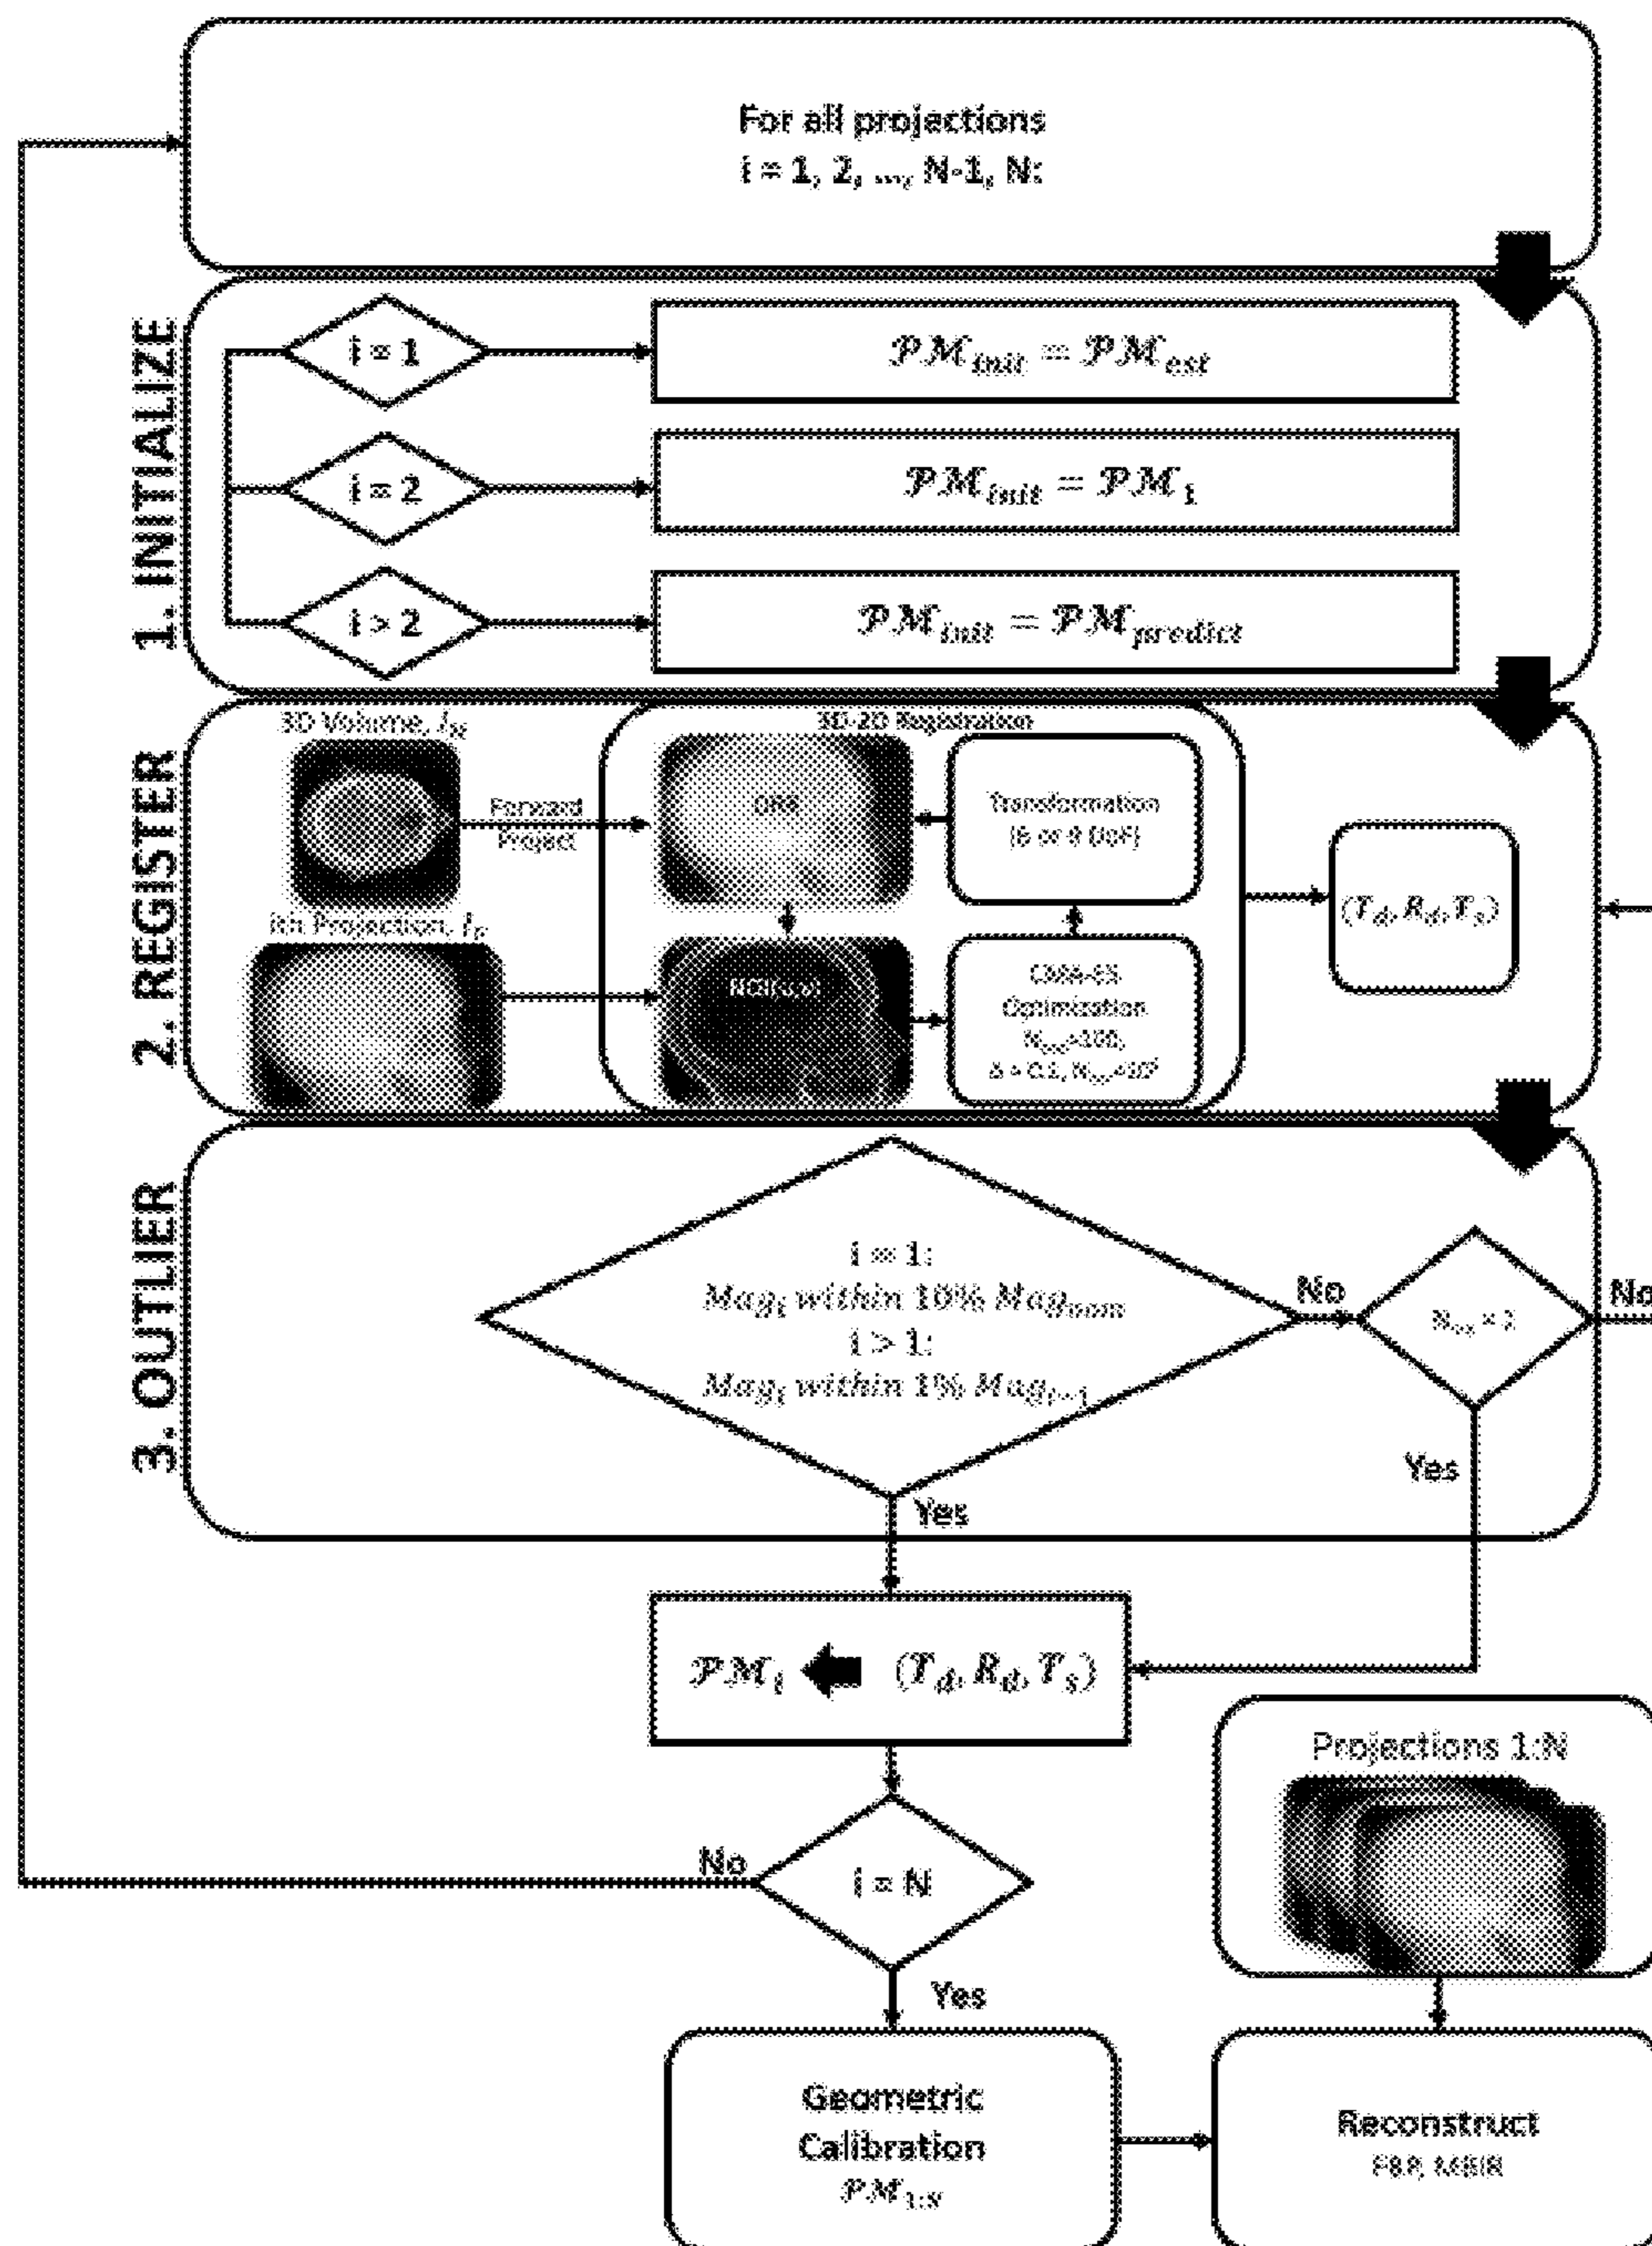 For all projections
i = 1, 2, ..., N-1, N:
1. INITIALIZE
i = 1
𝒫ℳ_init = 𝒫ℳ_est
i = 2
𝒫ℳ_init = 𝒫ℳ_1
i > 2
𝒫ℳ_init = 𝒫ℳ_predict
2. REGISTER
3D Volume,
3D-2D Registration
Forward
Project
DRR
Transformation
(6 or 9 DoF)
(T_d, R_d, T_s)
ith Projection,
CMA-ES
Optimization
3. OUTLIER
i = 1:
Mag_i within 10% Mag_nom
i > 1:
Mag_i within 1% Mag_i-1
No
No
Yes
Yes
𝒫ℳ_i (T_d, R_d, T_s)
Projections 1:N
No
i = N
Yes
Geometric
Calibration
𝒫ℳ_1:N
Reconstruct
FBP, MBIR